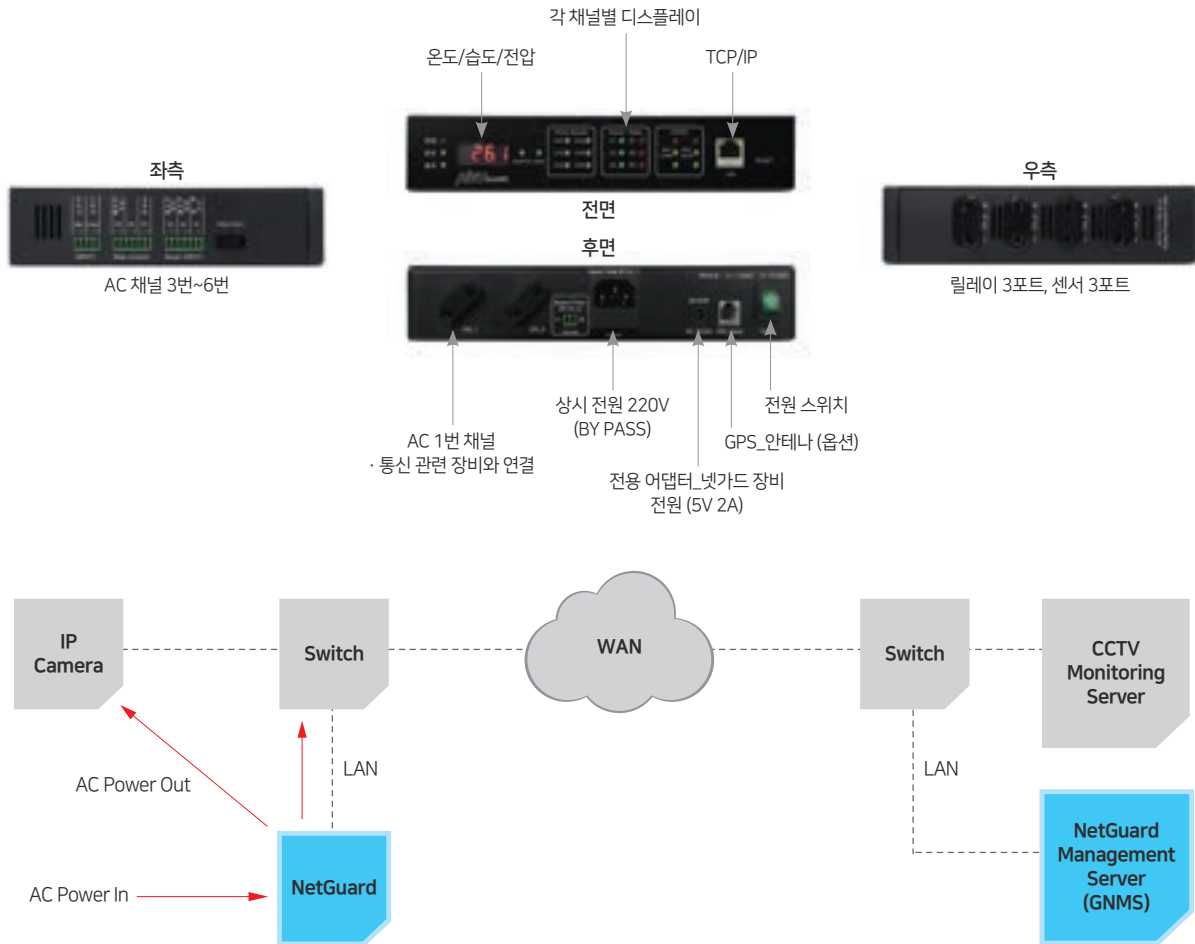 각 채널별 디스플레이
온도/습도/전압
TCP/IP
26.1
좌측
전면
우측
후면
AC 채널 3번~6번
릴레이 3포트, 센서 3포트
상시 전원 220V
(BY PASS)
전원 스위치
AC 1번 채널
· 통신 관련 장비와 연결
GPS_안테나 (옵션)
전용 어댑터_넷가드 장비
전원 (5V 2A)
IP
Camera
Switch
WAN
Switch
CCTV
Monitoring
Server
AC Power Out
LAN
LAN
AC Power In
NetGuard
NetGuard
Management
Server
(GNMS)